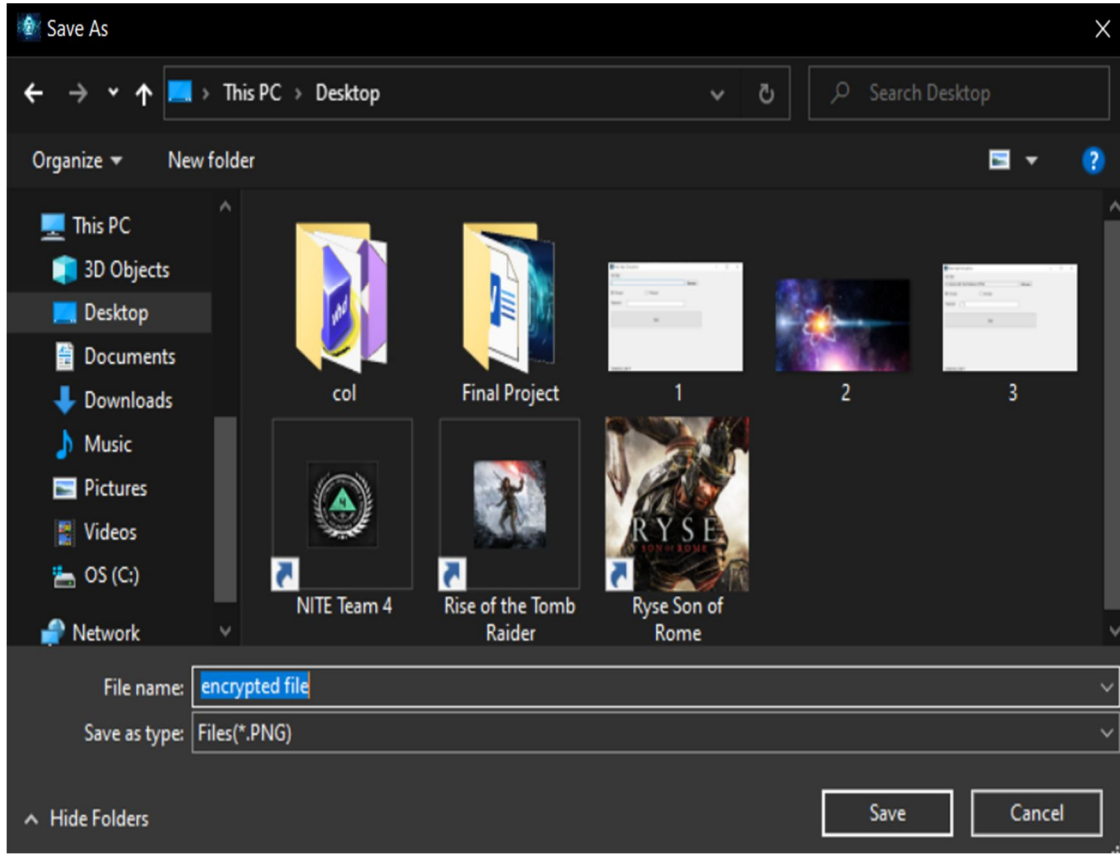 Save As
This PC > Desktop
Search Desktop
Organize
New folder
?
This PC
3D Objects
Desktop
Documents
Downloads
Music
Pictures
Videos
OS (C:)
Network
vhd
col
W
Final Project
1
2
3
4
NITE Team 4
Rise of the Tomb
Raider
RYSE
SON OF ROME
Ryse Son of
Rome
File name: encrypted file
Save as type: Files(*.PNG)
Hide Folders
Save
Cancel